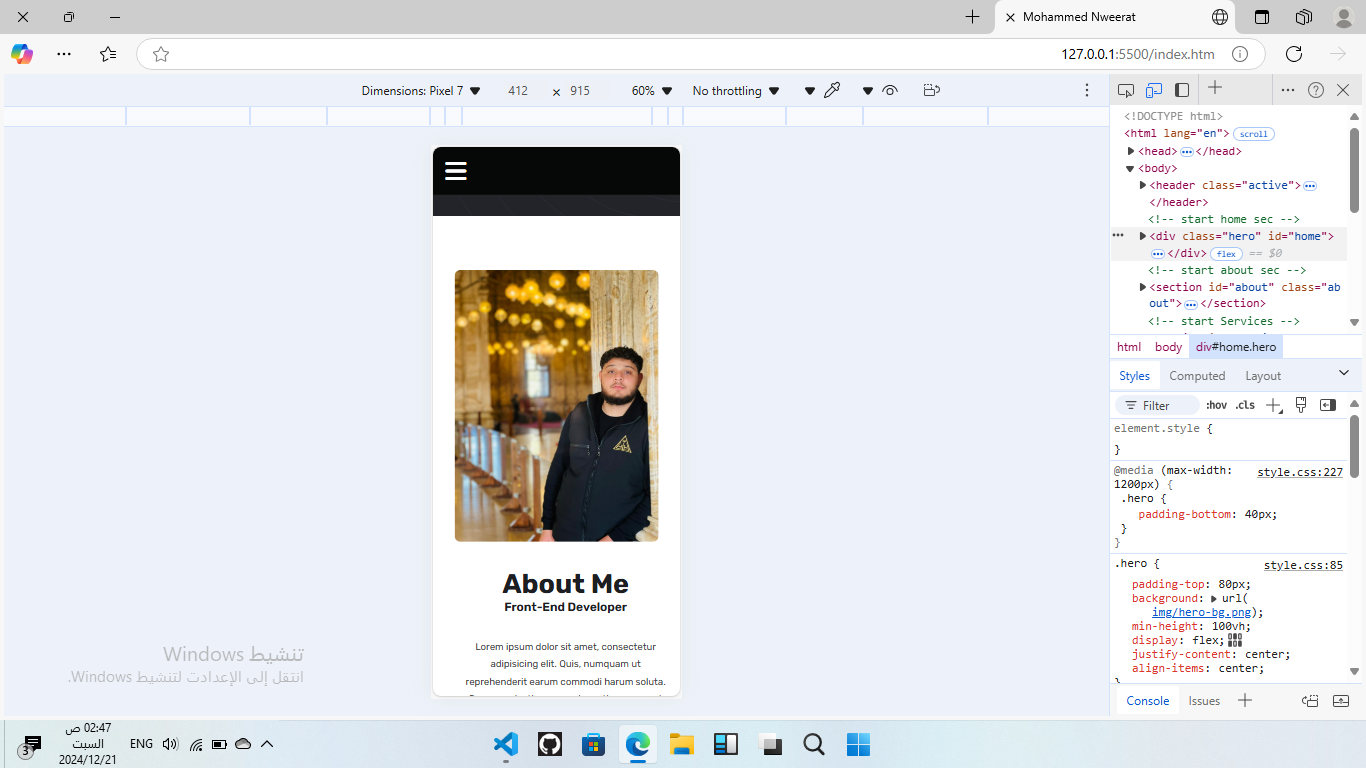 Mohammed Nweerat
127.0.0.1:5500/index.htm
Dimensions: Pixel 7
412 × 915
60%
No throttling
About Me
Front-End Developer
Lorem ipsum dolor sit amet, consectetur
adipisicing elit. Quis, numquam ut
reprehenderit earum commodi harum soluta.
<!DOCTYPE html>
<html lang="en"> scroll
<head> ••• </head>
<body>
<header class="active"> •••
</header>
<!-- start home sec -->
••• <div class="hero" id="home">
••• </div> flex == $0
<!-- start about sec -->
<section id="about" class="ab
out"> ••• </section>
<!-- start Services -->
html body div#home.hero
Styles Computed Layout
Filter :hov .cls
element.style {
}
@media (max-width: style.css:227
1200px) {
.hero {
padding-bottom: 40px;
}
}
.hero { style.css:85
padding-top: 80px;
background: url(
img/hero-bg.png);
min-height: 100vh;
display: flex;
justify-content: center;
align-items: center;
}
Console Issues
تنشيط Windows
انتقل إلى الإعدادت لتنشيط Windows.
3
02:47 ص
السبت
2024/12/21
ENG